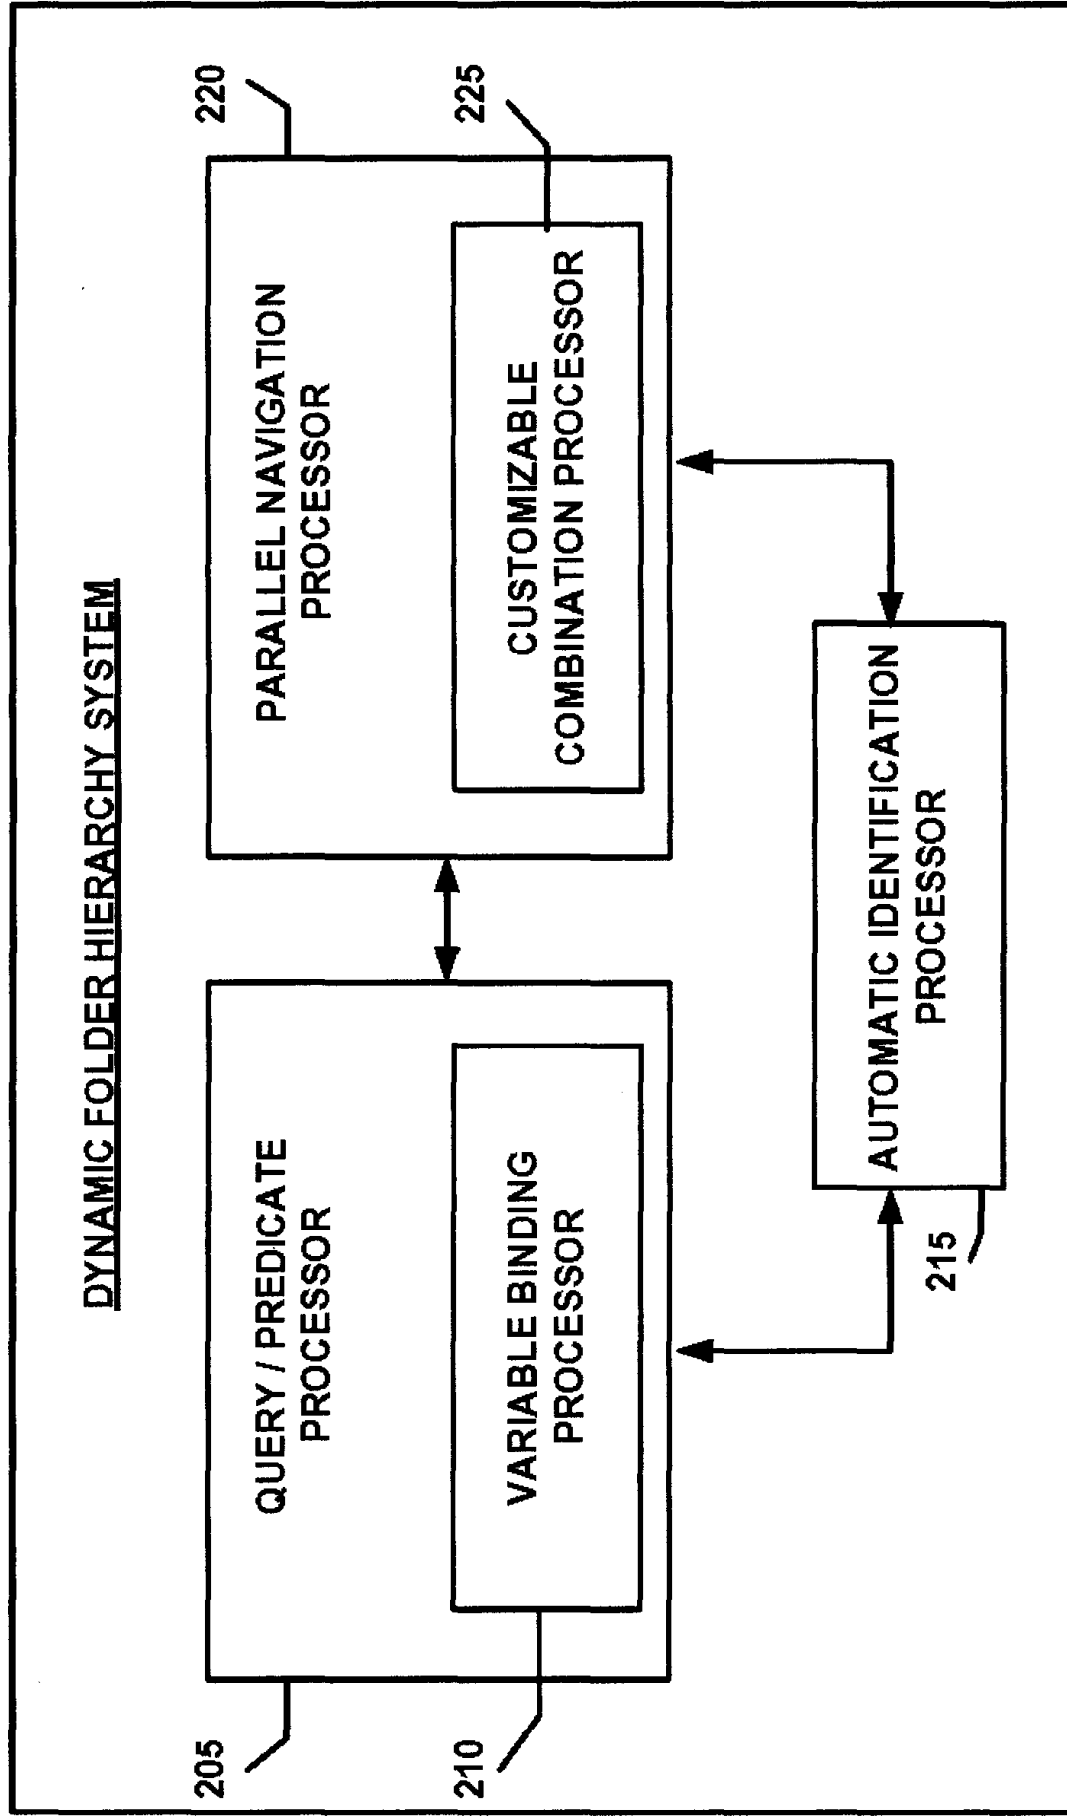 DYNAMIC FOLDER HIERARCHY SYSTEM
205
QUERY / PREDICATE
PROCESSOR
210
VARIABLE BINDING
PROCESSOR
220
PARALLEL NAVIGATION
PROCESSOR
225
CUSTOMIZABLE
COMBINATION PROCESSOR
215
AUTOMATIC IDENTIFICATION
PROCESSOR